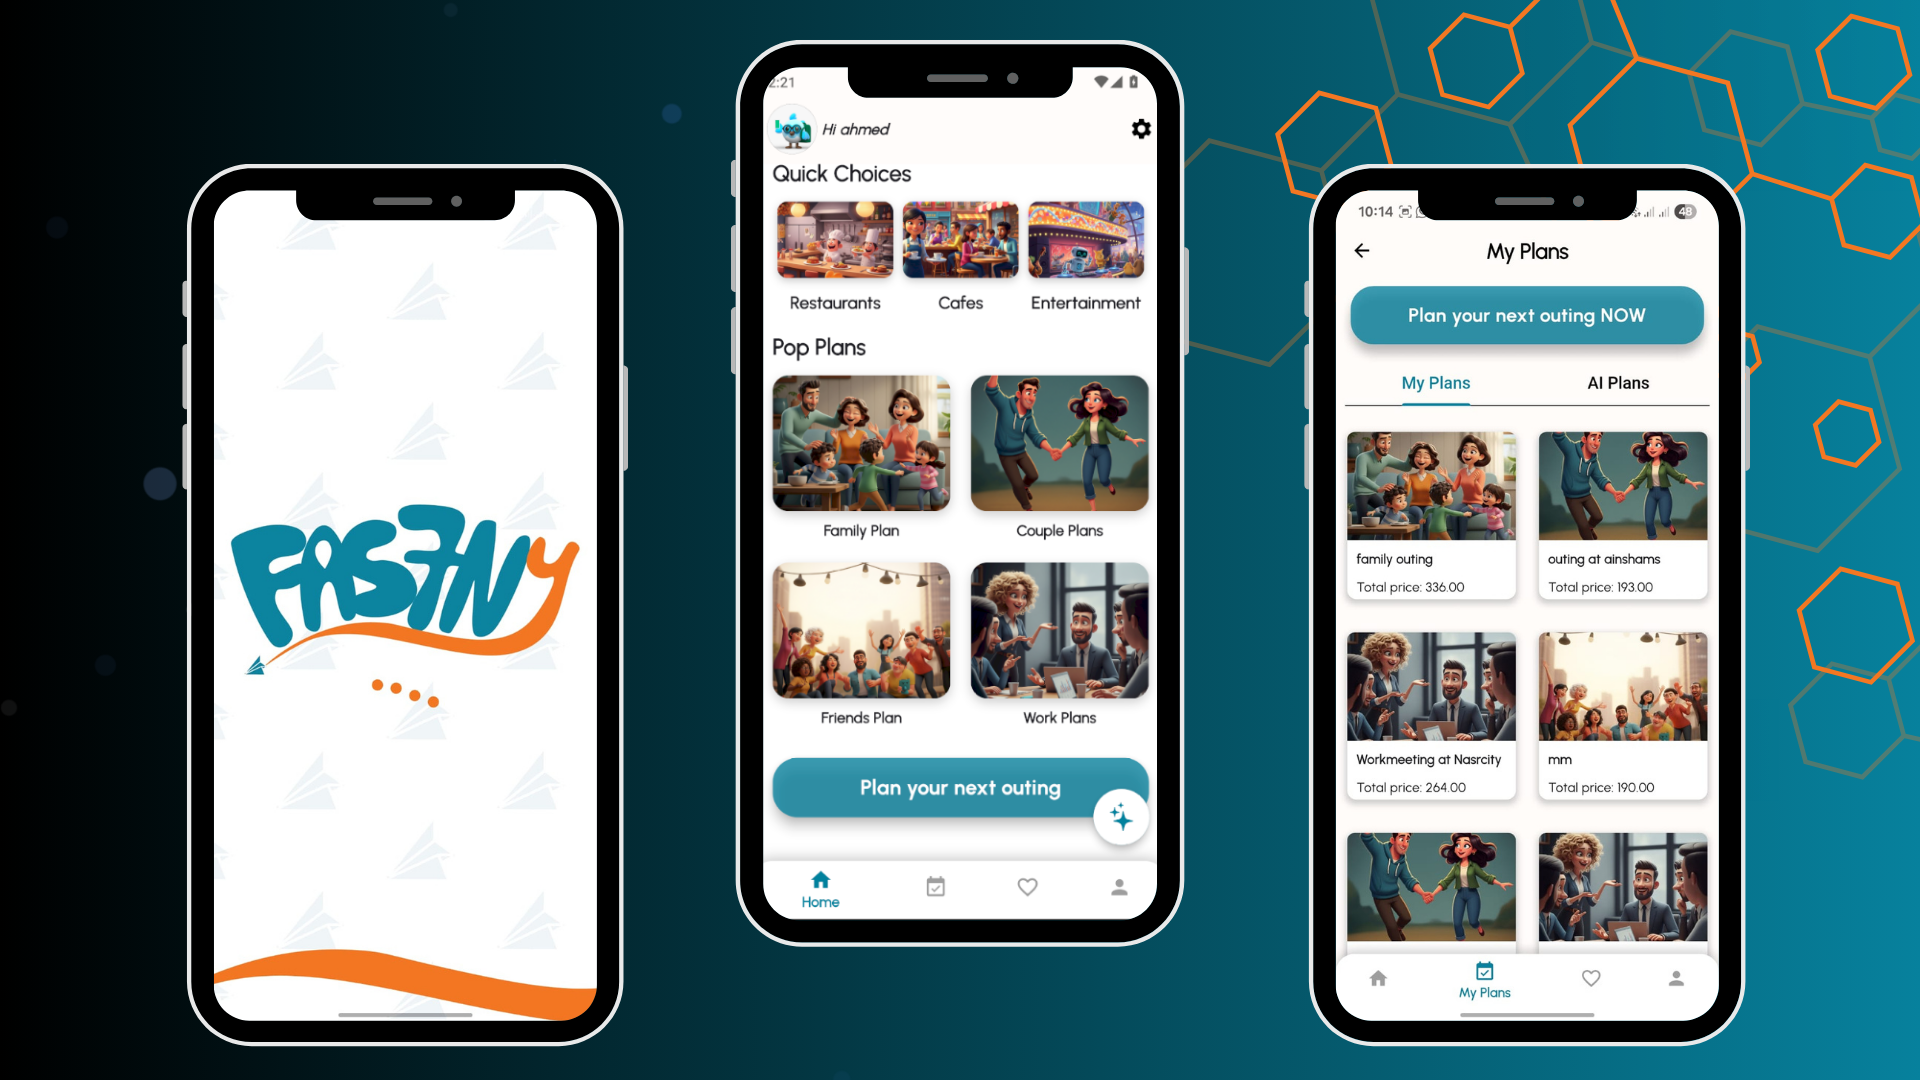 FAS7NY
2:21
Hi ahmed
Quick Choices
Restaurants
Cafes
Entertainment
Pop Plans
Family Plan
Couple Plans
Friends Plan
Work Plans
Plan your next outing
Home
10:14
48
My Plans
Plan your next outing NOW
My Plans
AI Plans
family outing
Total price: 336.00
outing at ainshams
Total price: 193.00
Workmeeting at Nasrcity
Total price: 264.00
mm
Total price: 190.00
My Plans